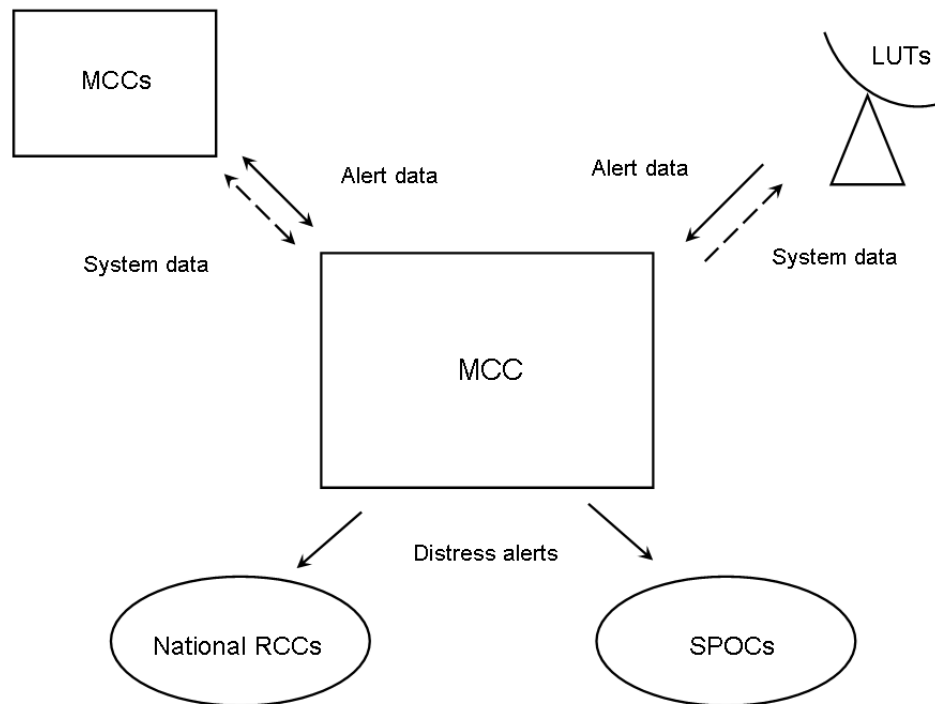 MCCs
LUTs
Alert data
Alert data
System data
System data
MCC
Distress alerts
National RCCs
SPOCs